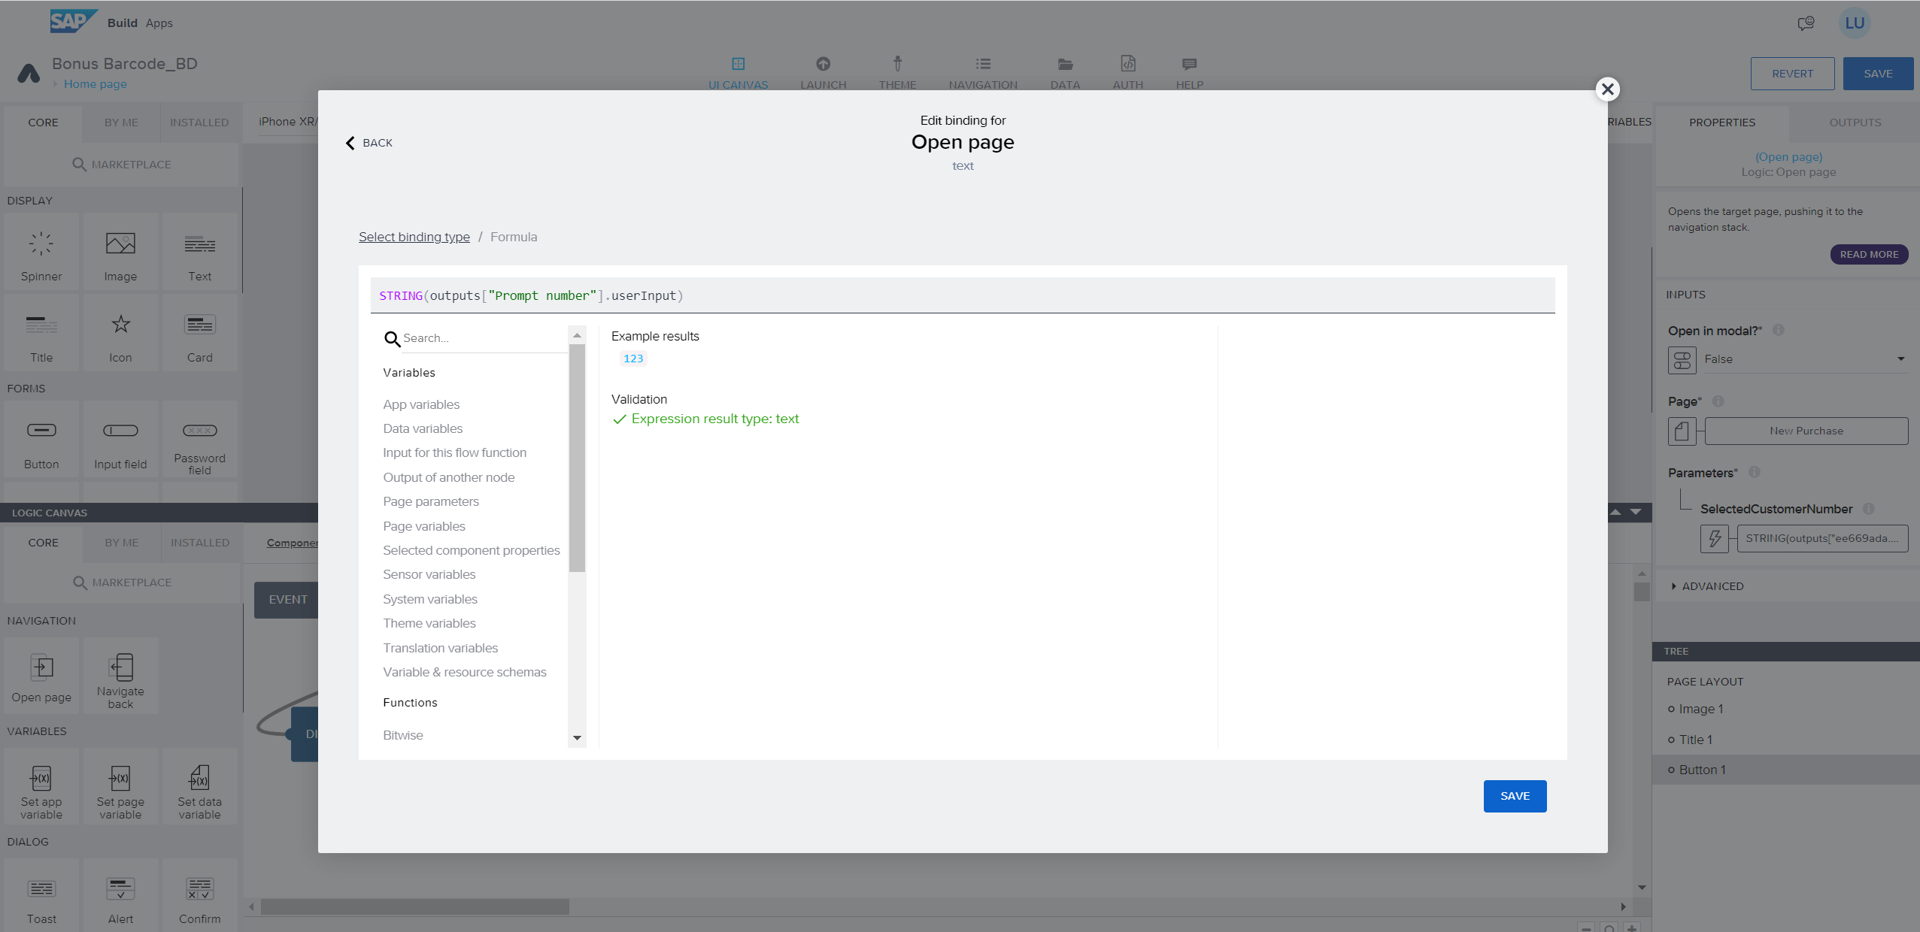 SAP Build Apps
LU
Bonus Barcode_BD
Home page
UI CANVAS
LAUNCH
THEME
NAVIGATION
DATA
AUTH
HELP
REVERT
SAVE
CORE
BY ME
INSTALLED
MARKETPLACE
DISPLAY
Spinner
Image
Text
Title
Icon
Card
FORMS
Button
Input field
Password
field
iPhone XR/
BACK
Edit binding for
Open page
text
Select binding type / Formula
STRING(outputs["Prompt number"].userInput)
Search...
Variables
App variables
Data variables
Input for this flow function
Output of another node
Page parameters
Page variables
Selected component properties
Sensor variables
System variables
Theme variables
Translation variables
Variable & resource schemas
Functions
Bitwise
Example results
123
Validation
Expression result type: text
SAVE
LOGIC CANVAS
CORE
BY ME
INSTALLED
Componen
MARKETPLACE
EVENT
NAVIGATION
Open page
Navigate
back
DI
VARIABLES
Set app
variable
Set page
variable
Set data
variable
DIALOG
Toast
Alert
Confirm
RIABLES
PROPERTIES
OUTPUTS
(Open page)
Logic: Open page
Opens the target page, pushing it to the
navigation stack.
READ MORE
INPUTS
Open in modal?*
False
Page*
New Purchase
Parameters*
SelectedCustomerNumber
STRING(outputs["ee669ada....
ADVANCED
TREE
PAGE LAYOUT
Image 1
Title 1
Button 1